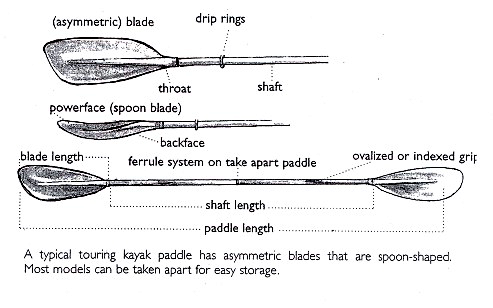 (asymmetric) blade
drip rings
throat
shaft
powerface (spoon blade)
backface
blade length
ferrule system on take apart paddle
ovalized or indexed grip
shaft length
paddle length
A typical touring kayak paddle has asymmetric blades that are spoon-shaped.
Most models can be taken apart for easy storage.